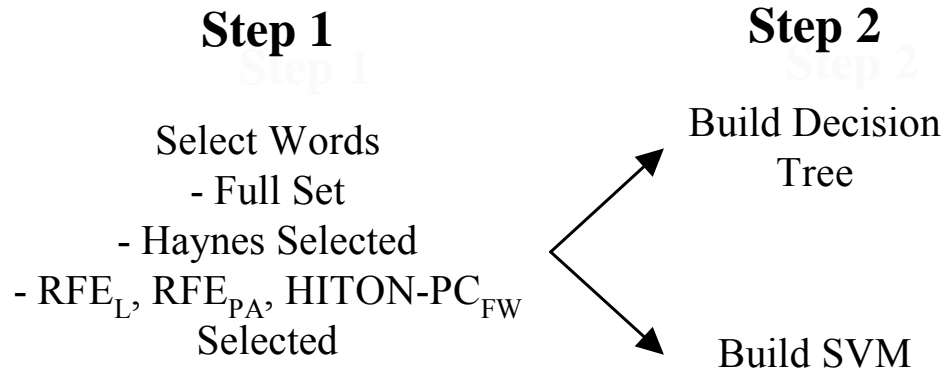 Step 1
Select Words
- Full Set
- Haynes Selected
- RFE_L, RFE_PA, HITON-PC_FW
Selected
Step 2
Build Decision
Tree
Build SVM